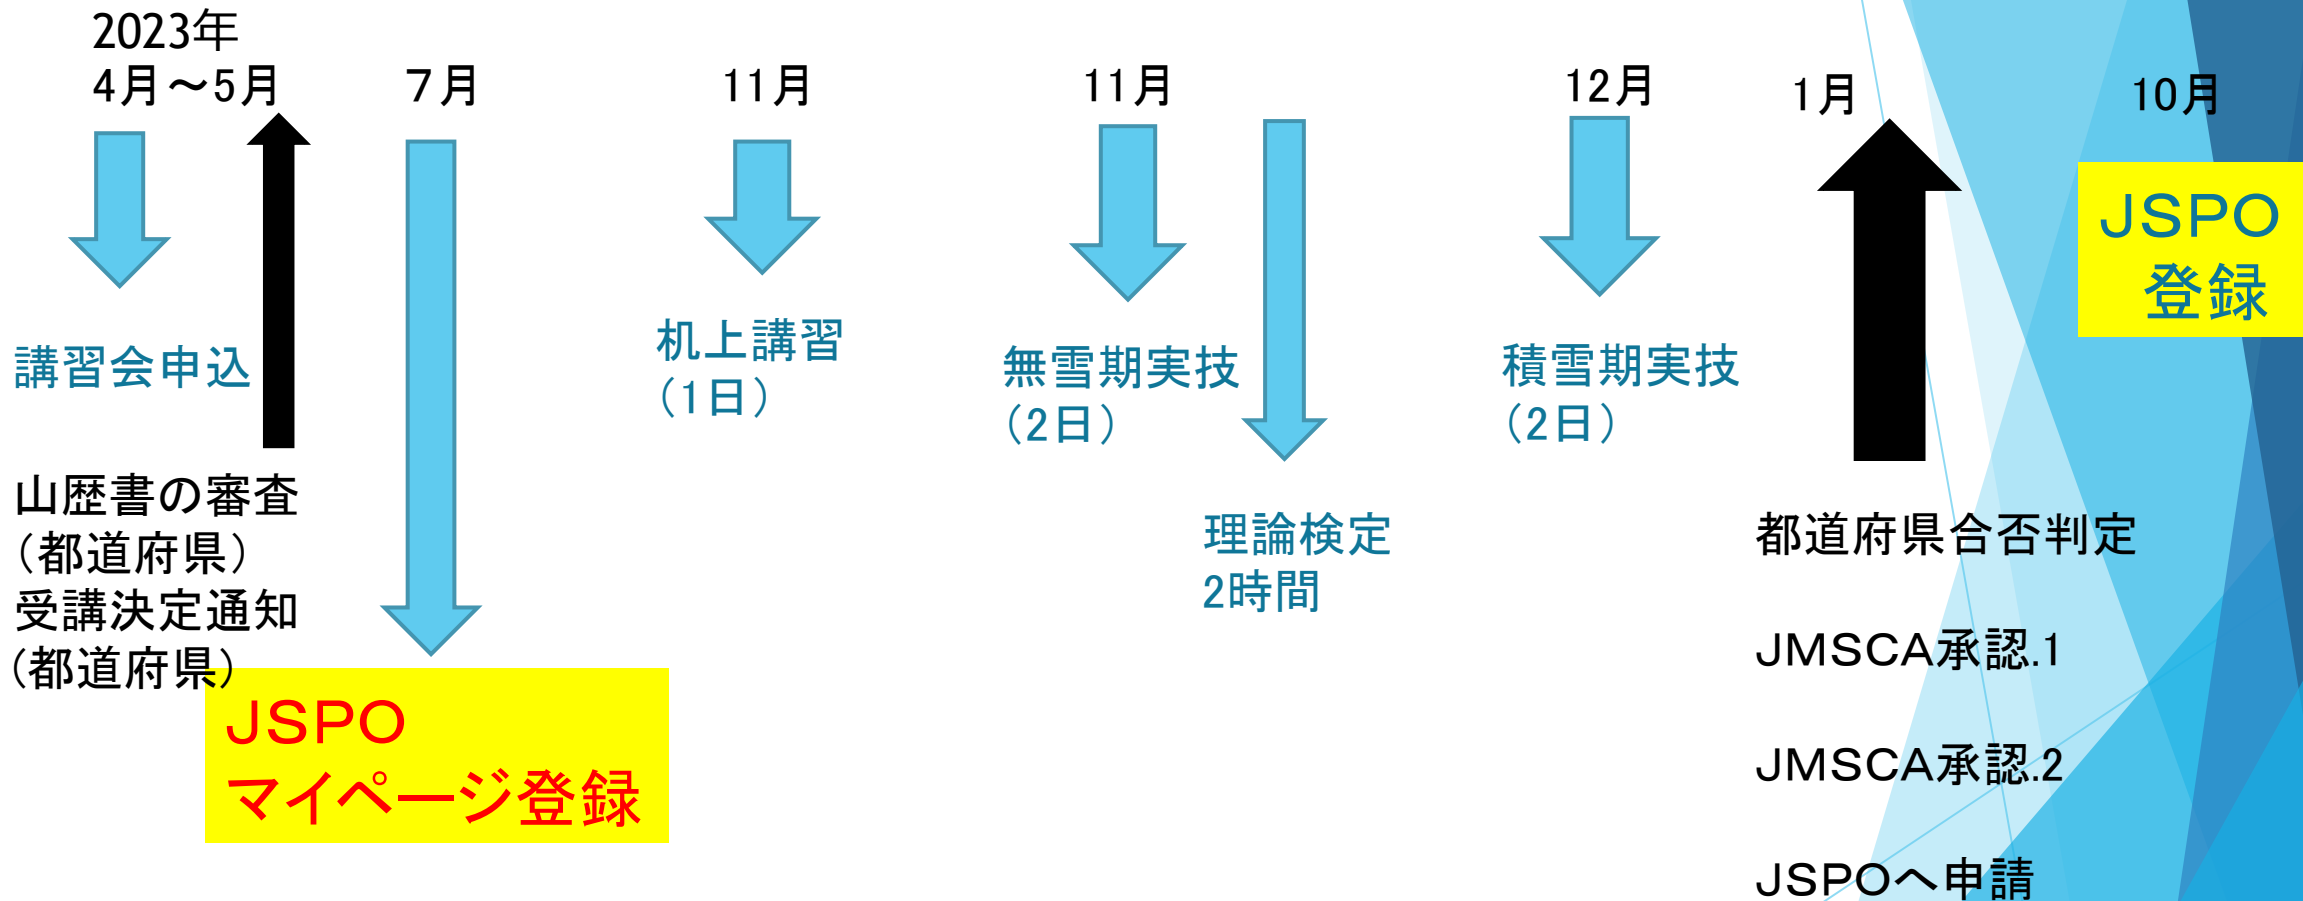 2023年
4月～5月
7月
11月
11月
12月
1月
10月
講習会申込
山歴書の審査
(都道府県)
受講決定通知
(都道府県)
JSPO
マイページ登録
机上講習
(1日)
無雪期実技
(2日)
理論検定
2時間
積雪期実技
(2日)
都道府県合否判定
JMSCA承認.1
JMSCA承認.2
JSPOへ申請
JSPO
登録